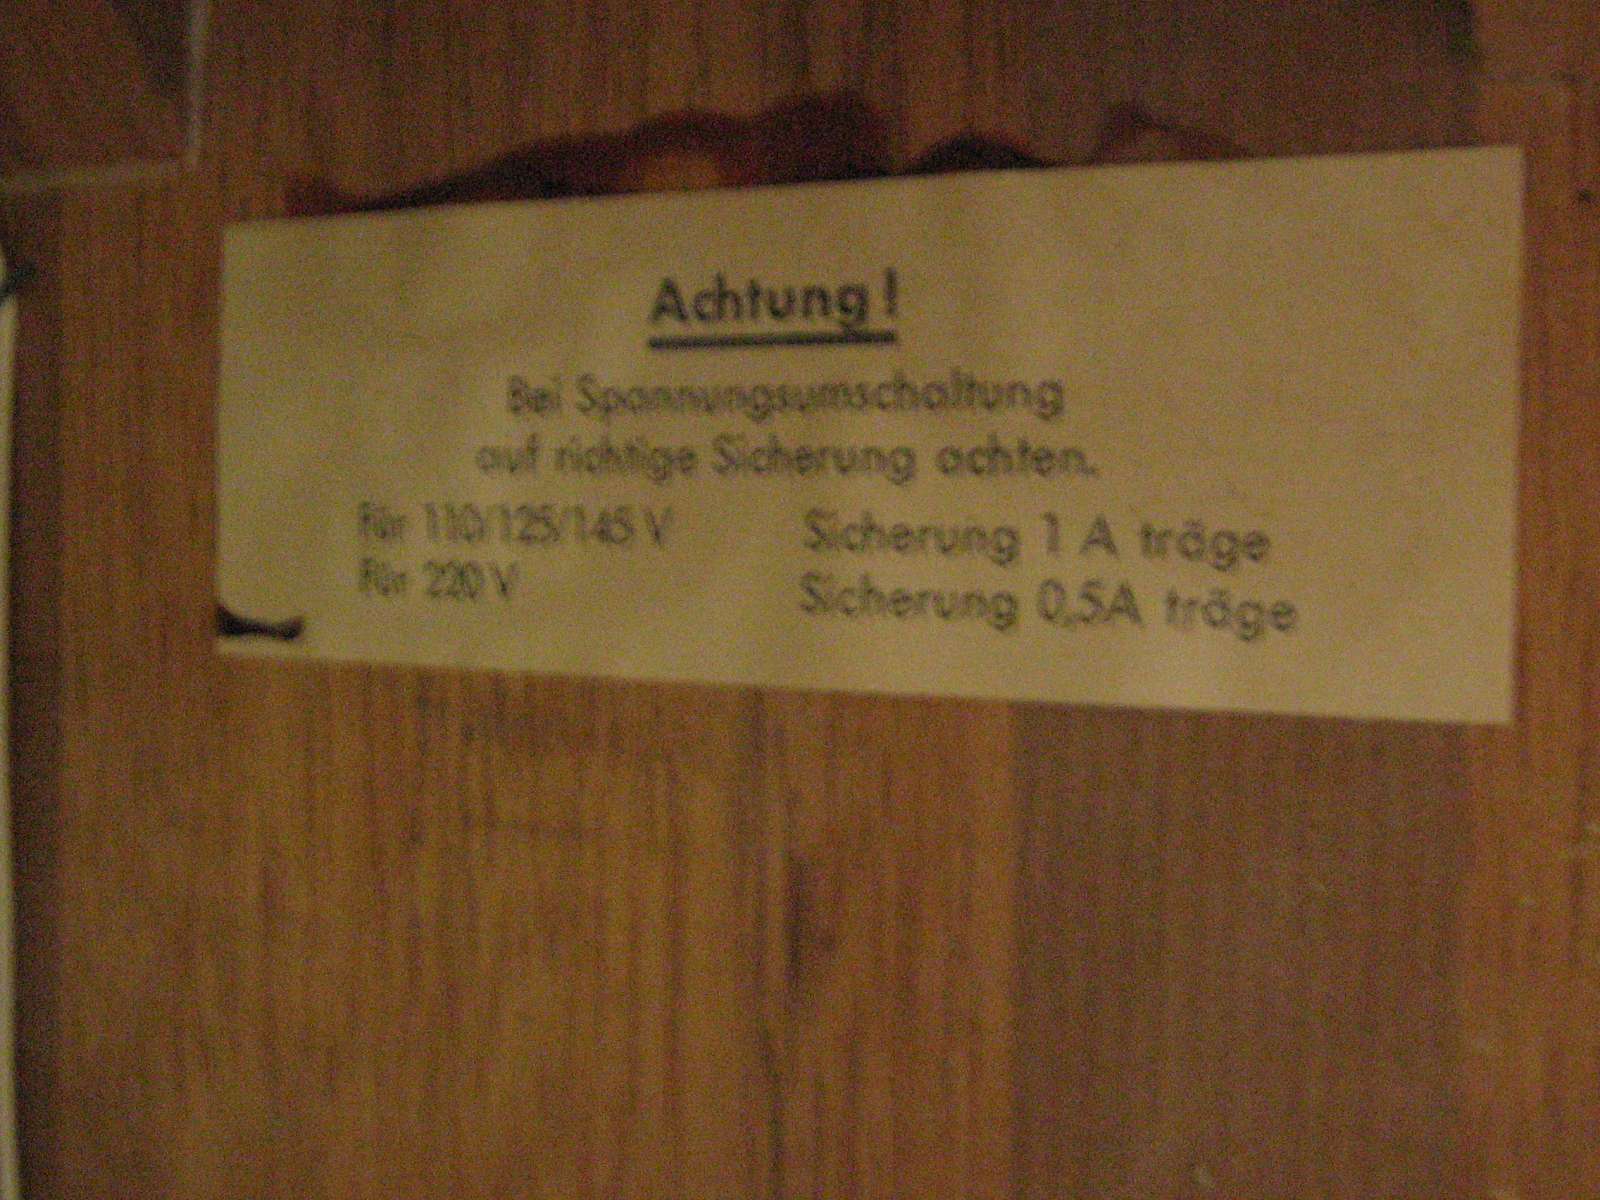 Achtung!
Bei Spannungsumschaltung
auf richtige Sicherung achten.
Für 110/125/145 V Sicherung 1 A träge
Für 220 V Sicherung 0,5A träge